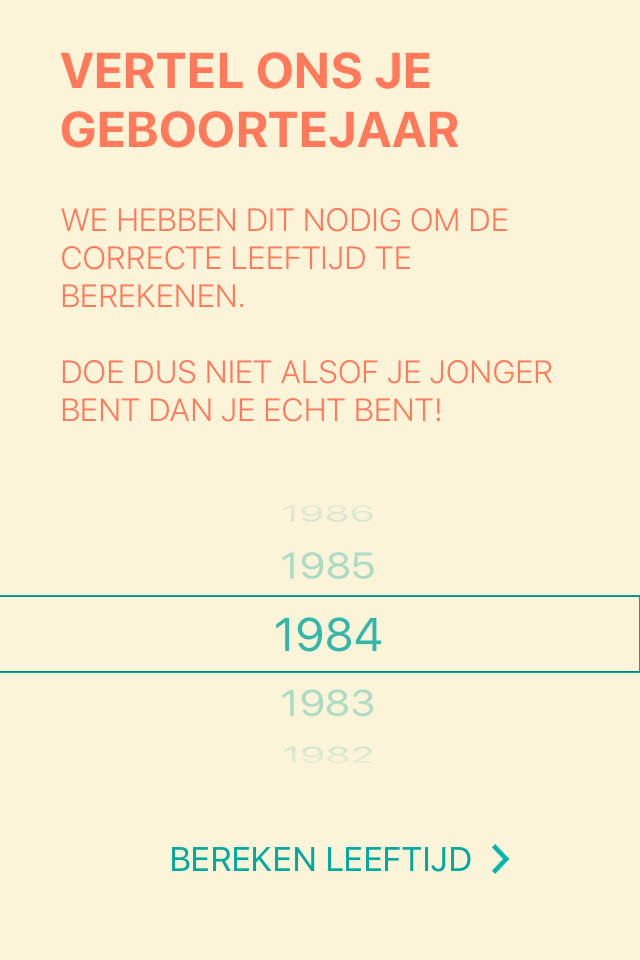 VERTEL ONS JE
GEBOORTEJAAR
WE HEBBEN DIT NODIG OM DE
CORRECTE LEEFTIJD TE
BEREKENEN.
DOE DUS NIET ALSOF JE JONGER
BENT DAN JE ECHT BENT!
1986
1985
1984
1983
1982
BEREKEN LEEFTIJD